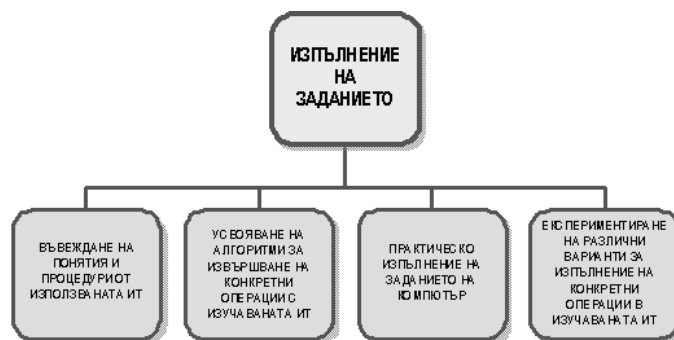 ИЗПЪЛНЕНИЕ
НА
ЗАДАНИЕТО
ВЪВЕЖДАНЕ НА
ПОНЯТИЯ И
ПРОЦЕДУРИ ОТ
ИЗПОЛЗВАНАТА ИТ
УСВОЯВАНЕ НА
АЛГОРИТМИ ЗА
ИЗВЪРШВАНЕ НА
КОНКРЕТНИ
ОПЕРАЦИИ С
ИЗУЧАВАНАТА ИТ
ПРАКТИЧЕСКО
ИЗПЪЛНЕНИЕ НА
ЗАДАНИЕТО НА
КОМПЮТЪР
ЕКСПЕРИМЕНТИРАНЕ
НА РАЗЛИЧНИ
ВАРИАНТИ ЗА
ИЗПЪЛНЕНИЕ НА
КОНКРЕТНИ
ОПЕРАЦИИ В
ИЗУЧАВАНАТА ИТ